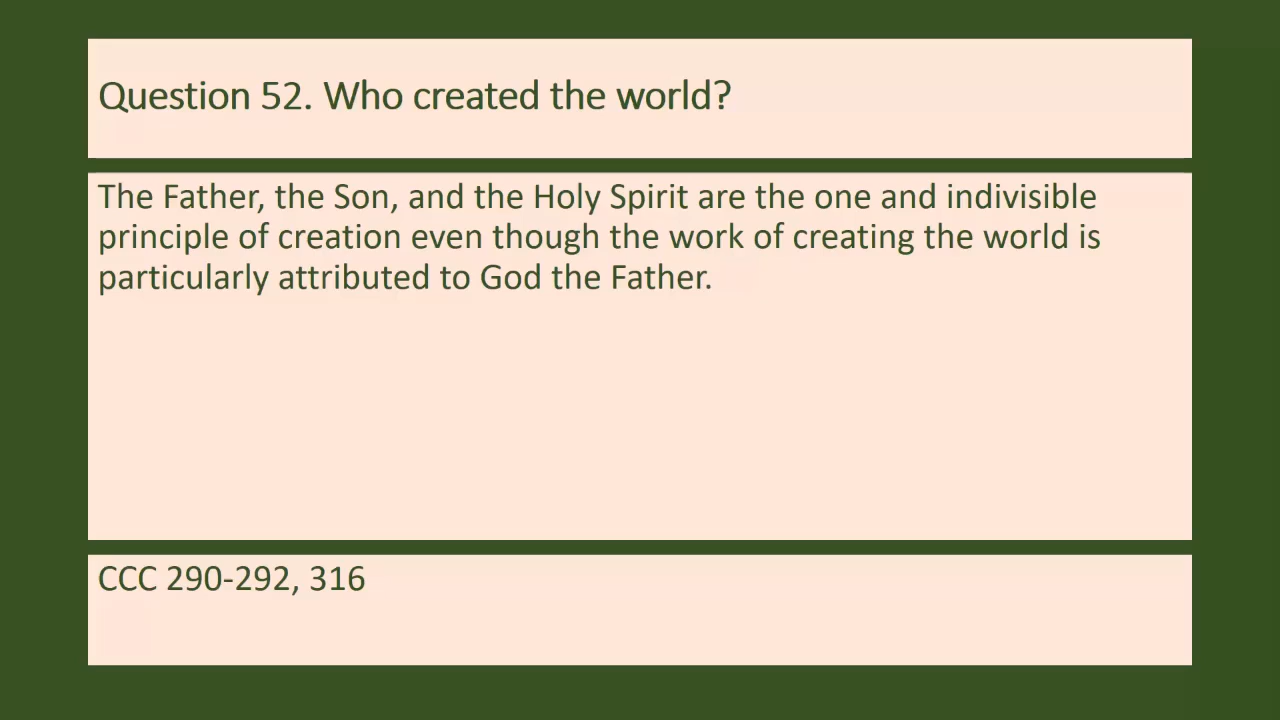 Question 52. Who created the world?
The Father, the Son, and the Holy Spirit are the one and indivisible
principle of creation even though the work of creating the world is
particularly attributed to God the Father.
CCC 290-292, 316